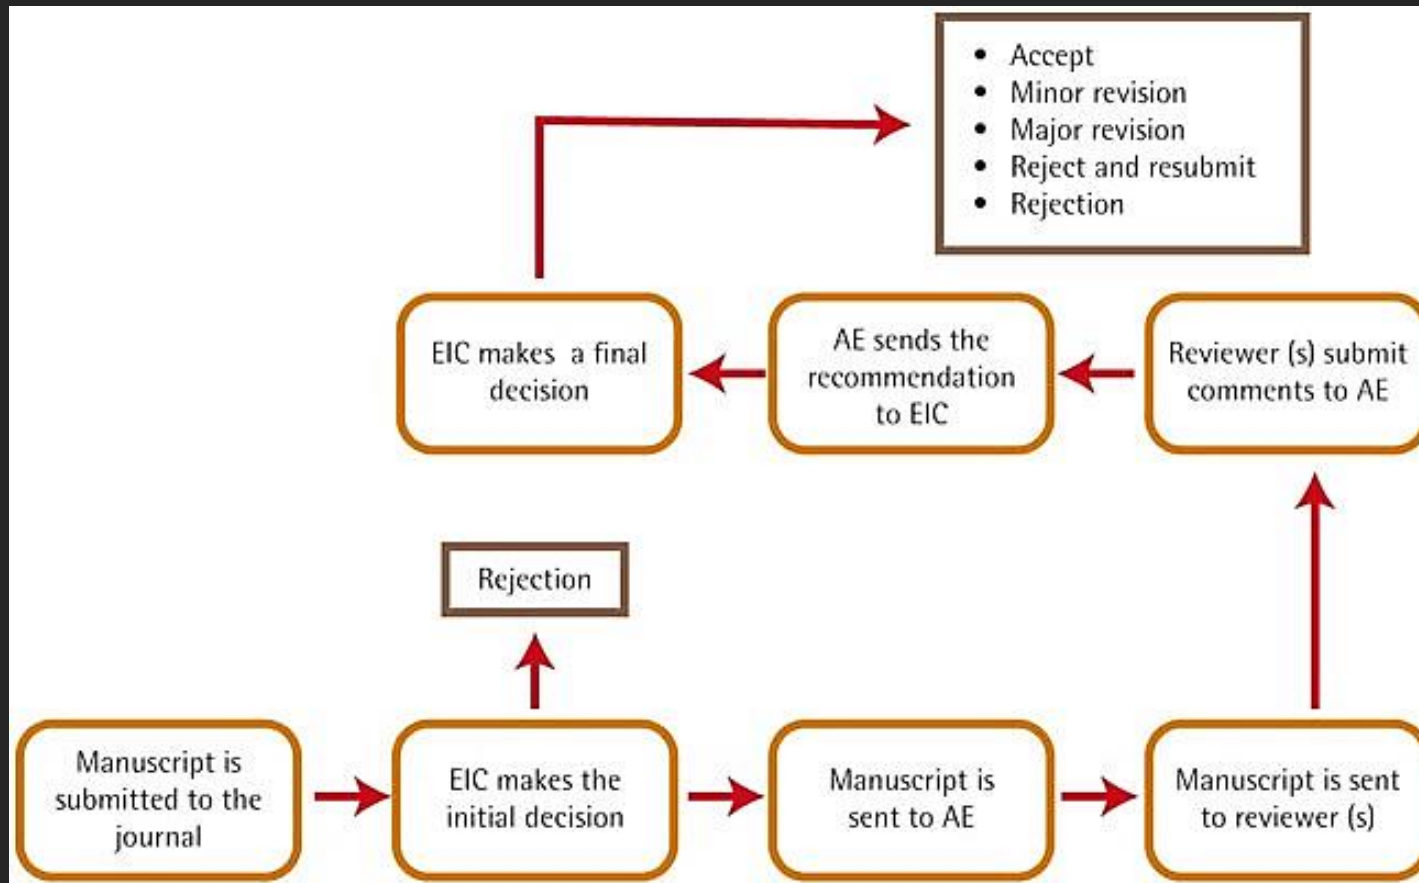 • Accept
• Minor revision
• Major revision
• Reject and resubmit
• Rejection
EIC makes a final
decision
AE sends the
recommendation
to EIC
Reviewer (s) submit
comments to AE
Rejection
Manuscript is
submitted to the
journal
EIC makes the
initial decision
Manuscript is
sent to AE
Manuscript is sent
to reviewer (s)